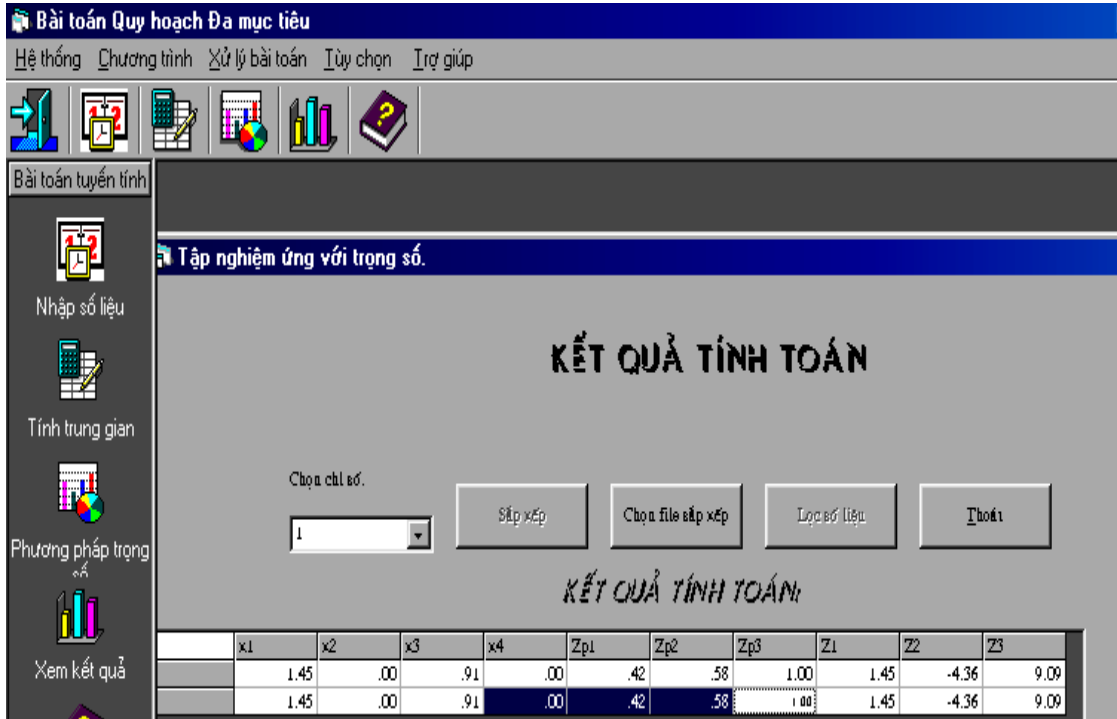 Bài toán Quy hoạch Đa mục tiêu
Hệ thống Chương trình Xử lý bài toán Tùy chọn Trợ giúp
Bài toán tuyến tính
Nhập số liệu
Tính trung gian
Phương pháp trọng
số
Xem kết quả
Tập nghiệm ứng với trọng số.
KẾT QUẢ TÍNH TOÁN
Chọn chỉ số.
1
Sắp xếp Chọn file sắp xếp Lọc số liệu Thoát
KẾT QUẢ TÍNH TOÁN:
x1 x2 x3 x4 Zp1 Zp2 Zp3 Z1 Z2 Z3
1.45 .00 .91 .00 .42 .58 1.00 1.45 -4.36 9.09
1.45 .00 .91 .00 .42 .58 1.00 1.45 -4.36 9.09